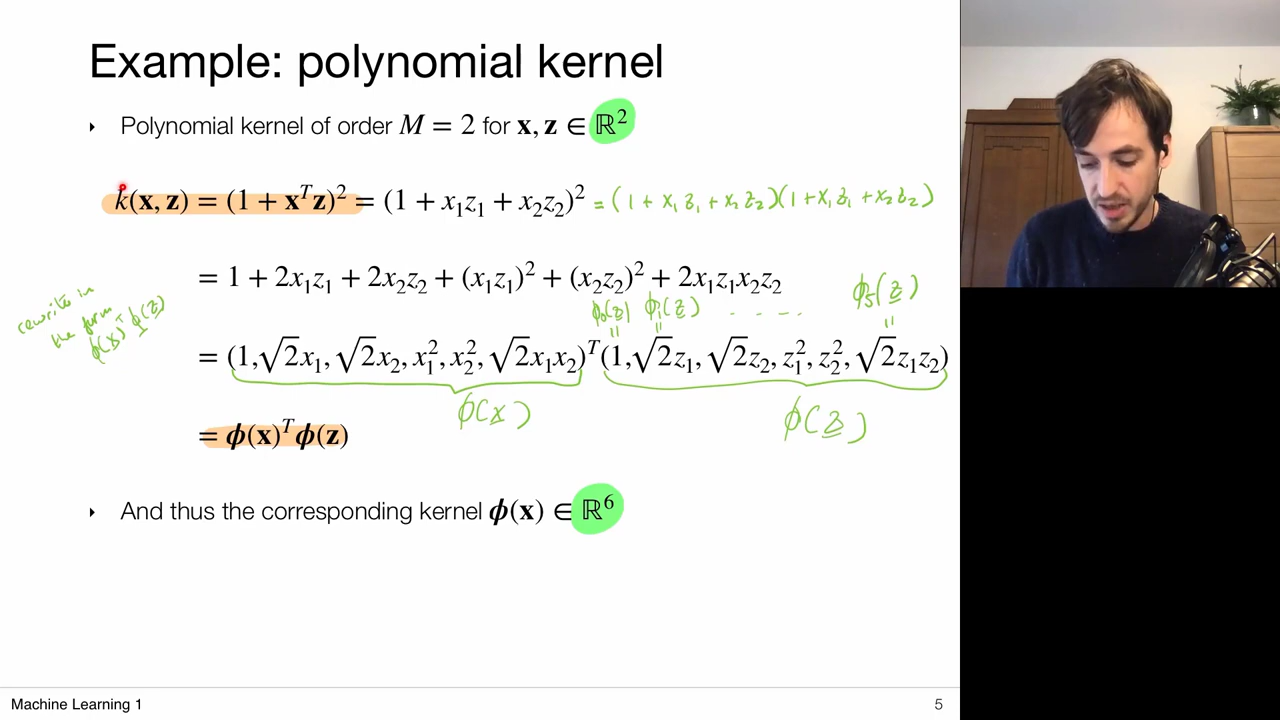 Example: polynomial kernel
‣ Polynomial kernel of order M = 2 for x, z ∈ ℝ²
k(x, z) = (1 + xᵀz)² = (1 + x₁z₁ + x₂z₂)² = (1 + x₁z₁ + x₂z₂)(1 + x₁z₁ + x₂z₂)
= 1 + 2x₁z₁ + 2x₂z₂ + (x₁z₁)² + (x₂z₂)² + 2x₁z₁x₂z₂
rewrite in
the form
ϕ(x)ᵀϕ(z)
ϕ₀(z) ϕ₁(z) . . . . ϕ₅(z)
= (1,√2x₁, √2x₂, x₁², x₂², √2x₁x₂)ᵀ(1,√2z₁, √2z₂, z₁², z₂², √2z₁z₂)
ϕ(x) ϕ(z)
= ϕ(x)ᵀϕ(z)
‣ And thus the corresponding kernel ϕ(x) ∈ ℝ⁶
Machine Learning 1 5